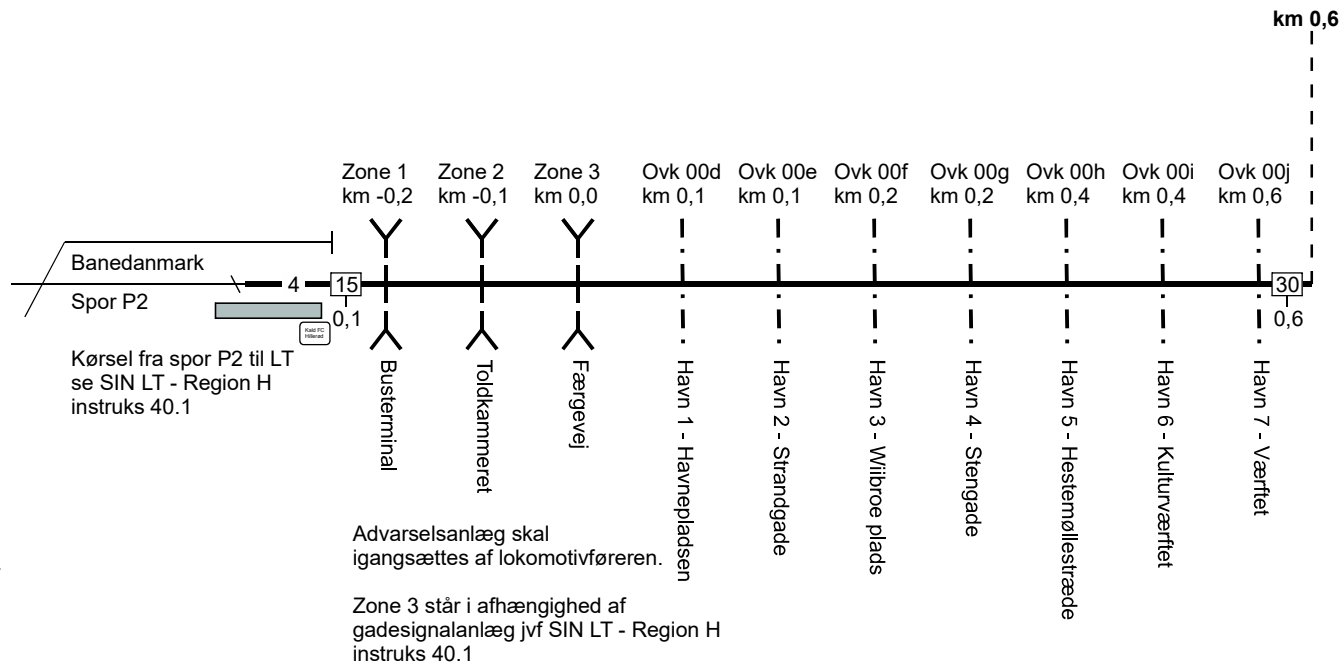 km 0,6
Zone 1
km -0,2
Zone 2
km -0,1
Zone 3
km 0,0
Ovk 00d
km 0,1
Ovk 00e
km 0,1
Ovk 00f
km 0,2
Ovk 00g
km 0,2
Ovk 00h
km 0,4
Ovk 00i
km 0,4
Ovk 00j
km 0,6
Banedanmark
4
15
30
Spor P2
0,1
0,6
Kald FC
Hillerød
Kørsel fra spor P2 til LT
se SIN LT - Region H
instruks 40.1
Busterminal
Toldkammeret
Færgevej
Havn 1 - Havnepladsen
Havn 2 - Strandgade
Havn 3 - Wiibroe plads
Havn 4 - Stengade
Havn 5 - Hestemøllestræde
Havn 6 - Kulturværftet
Havn 7 - Værftet
Advarselsanlæg skal
igangsættes af lokomotivføreren.
Zone 3 står i afhængighed af
gadesignalanlæg jvf SIN LT - Region H
instruks 40.1